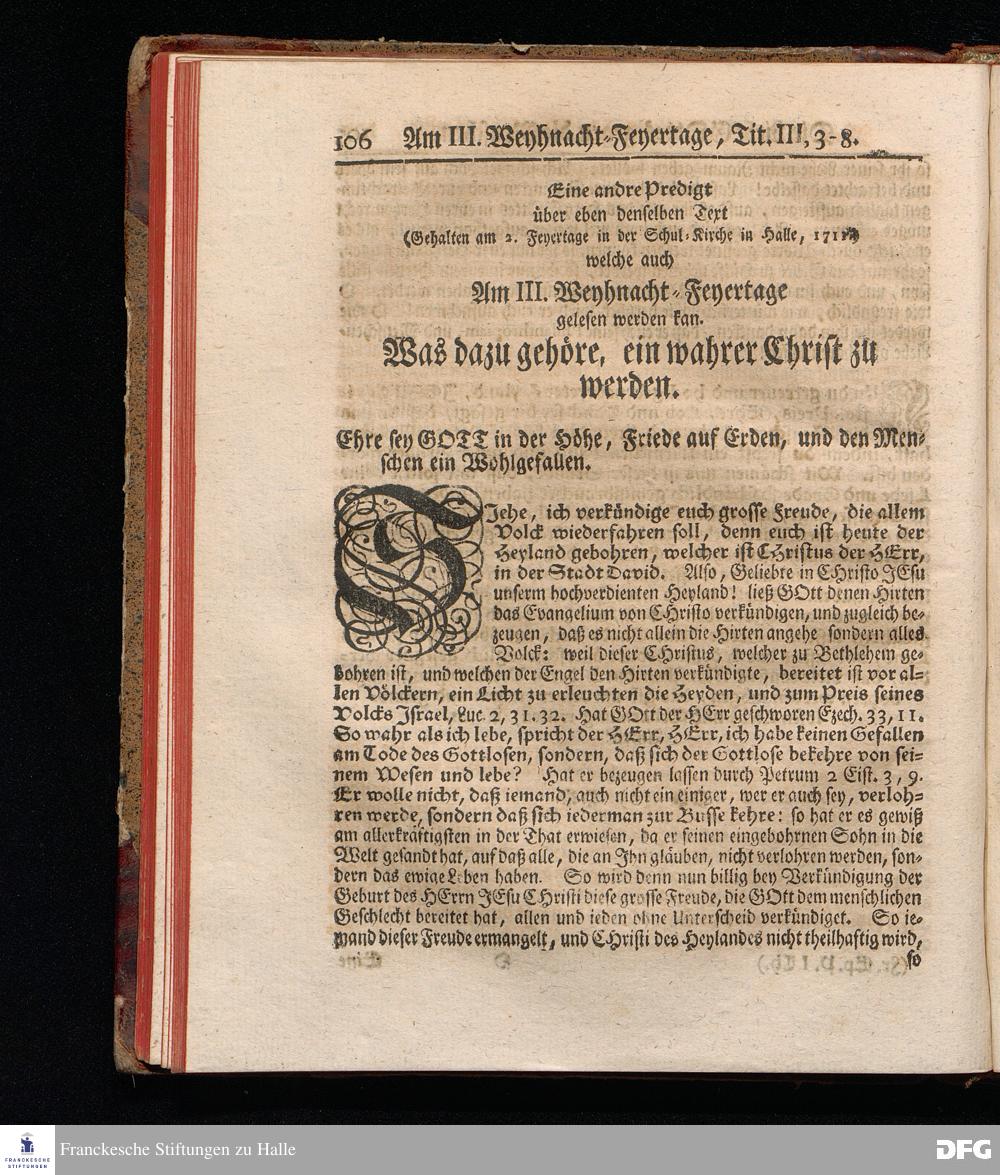 106 Am III. Weyhnacht-Feyertage, Tit. III, 3-8.
Eine andre Predigt
über eben denselben Text
(Gehalten am 2. Feyertage in der Schul-Kirche in Halle,
welche auch
Am III. Weyhnacht-Feyertage
gelesen werden kan.
Was dazu gehöre, ein wahrer Christ zu
werden.
Ehre sey GOTT in der Höhe, Friede auf Erden, und den Men-
schen ein Wohlgefallen.
SJehe, ich verkündige euch grosse Freude, die allem
Volck wiederfahren soll, denn euch ist heute der
Heyland gebohren, welcher ist CHristus der HErr,
in der Stadt David. Also, Geliebte in CHristo JEsu
unserm hochverdienten Heyland! ließ GOtt denen Hirten
das Evangelium von CHristo verkündigen, und zugleich be-
zeugen, daß es nicht allein die Hirten angehe sondern alles
Volck: weil dieser CHristus, welcher zu Bethlehem ge-
bohren ist, und welchen der Engel den Hirten verkündigte, bereitet ist vor al-
len Völckern, ein Licht zu erleuchten die Heyden, und zum Preis seines
Volcks Israel, Luc. 2, 31. 32. Hat GOtt der HErr geschworen Ezech. 33, 11.
So wahr als ich lebe, spricht der HErr, HErr, ich habe keinen Gefallen
am Tode des Gottlosen, sondern, daß sich der Gottlose bekehre von sei-
nem Wesen und lebe? Hat er bezeugen lassen durch Petrum 2 Epist. 3, 9.
Er wolle nicht, daß iemand, auch nicht ein einiger, wer er auch sey, verloh-
ren werde, sondern daß sich iederman zur Busse kehre: so hat er es gewiß
am allerkräftigsten in der That erwiesen, da er seinen eingebohrnen Sohn in die
Welt gesandt hat, auf daß alle, die an Ihn gläuben, nicht verlohren werden, son-
dern das ewige Leben haben. So wird denn nun billig bey Verkündigung der
Geburt des HErrn JEsu CHristi diese grosse Freude, die GOtt dem menschlichen
Geschlecht bereitet hat, allen und ieden ohne Unterscheid verkündiget. So ie-
mand dieser Freude ermangelt, und CHristi des Heylandes nicht theilhaftig wird,
so
FRANCKESCHE
STIFTUNGEN
Franckesche Stiftungen zu Halle
DFG